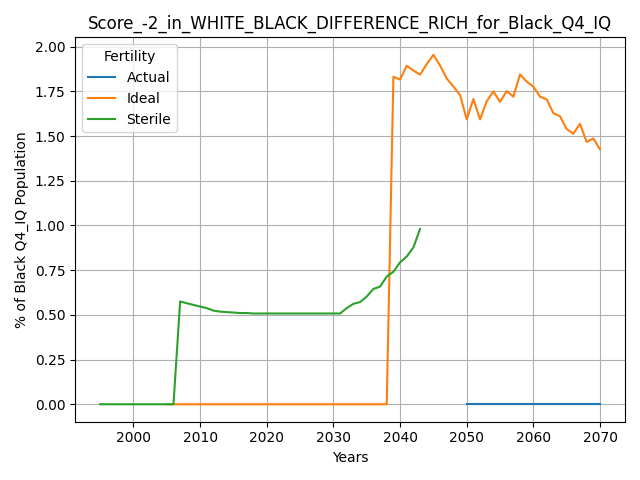 Score_-2_in_WHITE_BLACK_DIFFERENCE_RICH_for_Black_Q4_IQ
Fertility
Actual
Ideal
Sterile
2.00
1.75
1.50
1.25
1.00
0.75
0.50
0.25
0.00
% of Black Q4_IQ Population
2000
2010
2020
2030
2040
2050
2060
2070
Years